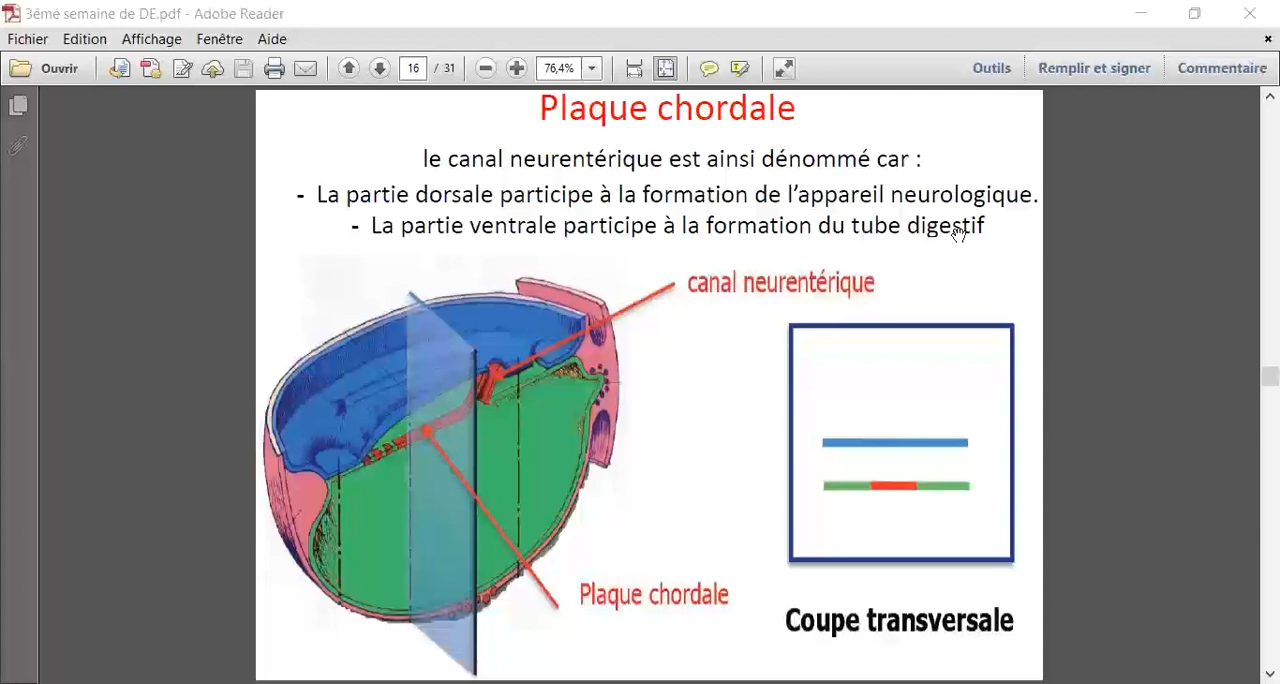 3émé semaine de DE.pdf - Adobe Reader
Fichier Edition Affichage Fenêtre Aide
Ouvrir 16 / 31 76,4% Outils Remplir et signer Commentaire
Plaque chordale
le canal neurentérique est ainsi dénommé car :
- La partie dorsale participe à la formation de l’appareil neurologique.
- La partie ventrale participe à la formation du tube digestif
canal neurentérique
Plaque chordale
Coupe transversale